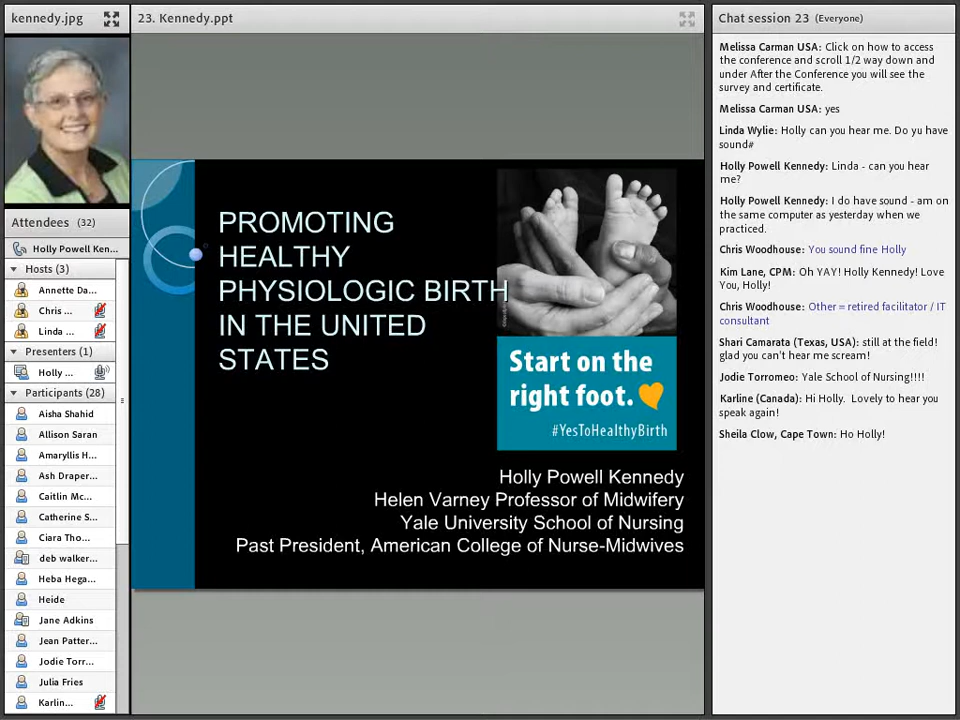 kennedy.jpg
Attendees (32)
Holly Powell Ken...
Hosts (3)
Annette Da...
Chris ...
Linda ...
Presenters (1)
Holly ...
Participants (28)
Aisha Shahid
Allison Saran
Amaryllis H...
Ash Draper...
Caitlin Mc...
Catherine S...
Ciara Tho...
deb walker...
Heba Hega...
Heide
Jane Adkins
Jean Patter...
Jodie Torr...
Julia Fries
Karlin...
23. Kennedy.ppt
PROMOTING
HEALTHY
PHYSIOLOGIC BIRTH
IN THE UNITED
STATES
Start on the
right foot.
#YesToHealthyBirth
Holly Powell Kennedy
Helen Varney Professor of Midwifery
Yale University School of Nursing
Past President, American College of Nurse-Midwives
Chat session 23 (Everyone)
Melissa Carman USA: Click on how to access
the conference and scroll 1/2 way down and
under After the Conference you will see the
survey and certificate.
Melissa Carman USA: yes
Linda Wylie: Holly can you hear me. Do yu have
sound#
Holly Powell Kennedy: Linda - can you hear
me?
Holly Powell Kennedy: I do have sound - am on
the same computer as yesterday when we
practiced.
Chris Woodhouse: You sound fine Holly
Kim Lane, CPM: Oh YAY! Holly Kennedy! Love
You, Holly!
Chris Woodhouse: Other = retired facilitator / IT
consultant
Shari Camarata (Texas, USA): still at the field!
glad you can't hear me scream!
Jodie Torromeo: Yale School of Nursing!!!!
Karline (Canada): Hi Holly. Lovely to hear you
speak again!
Sheila Clow, Cape Town: Ho Holly!